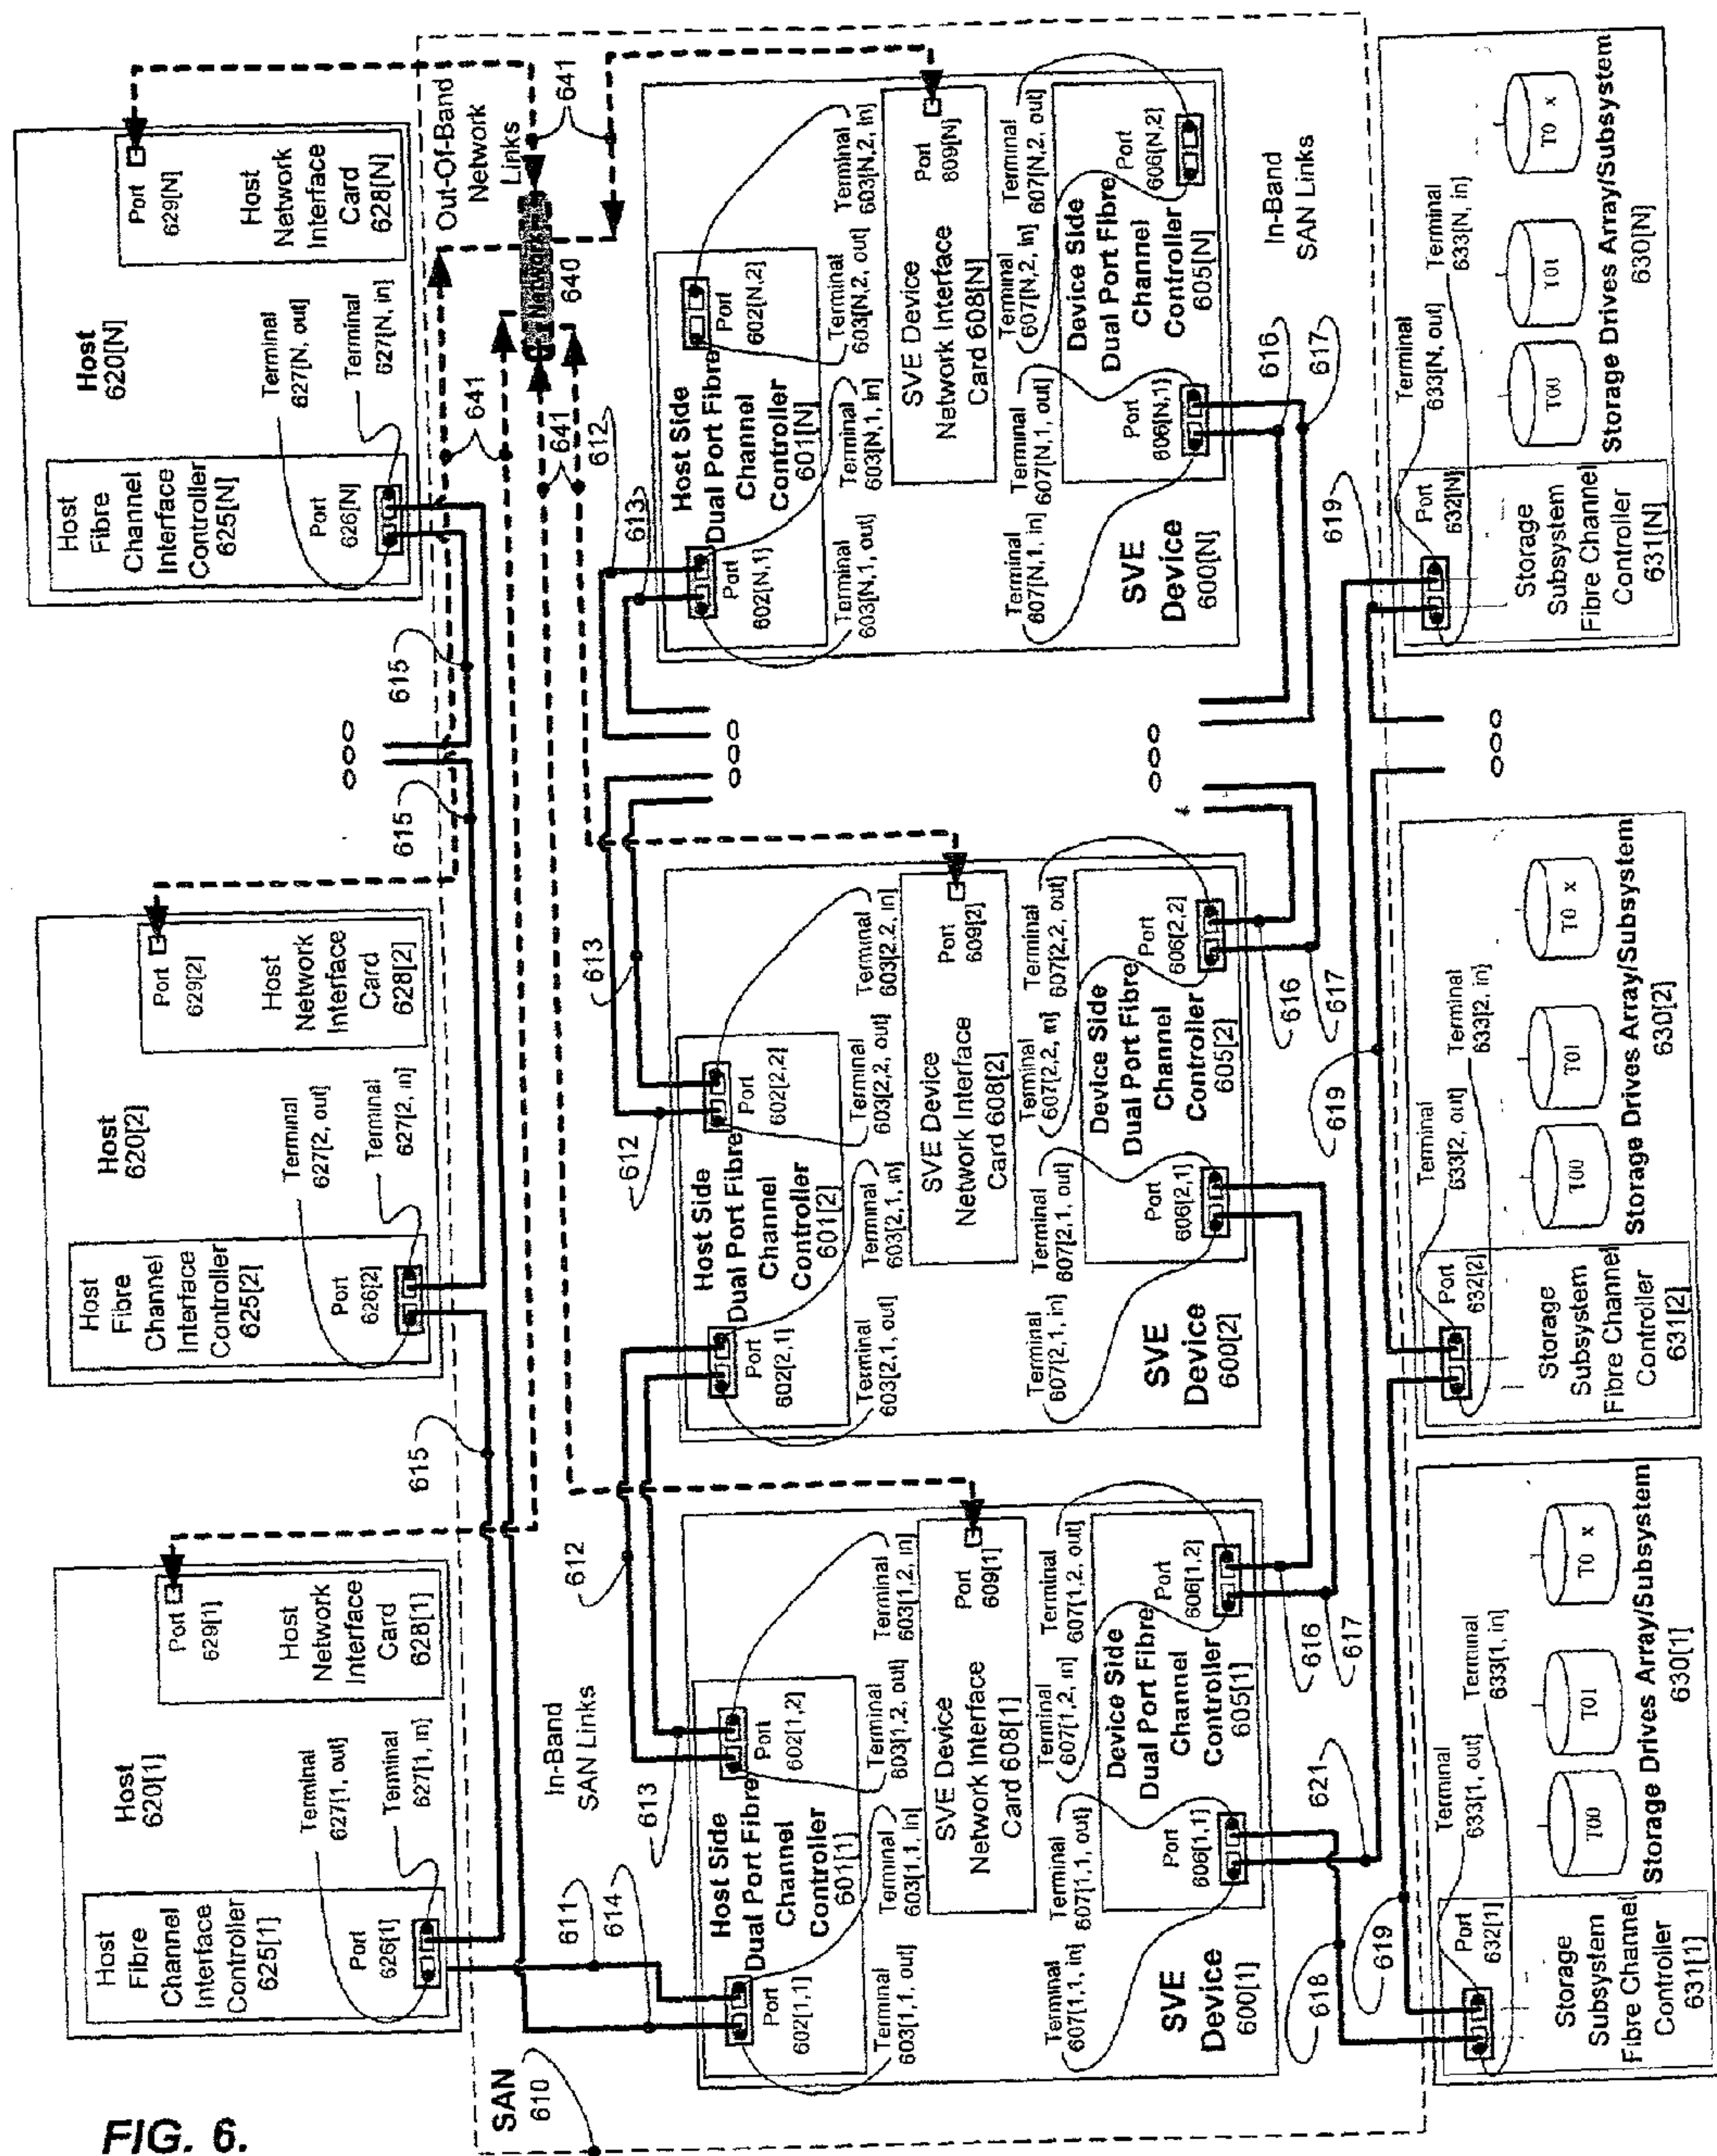 FIG. 6.
SAN
610
Host
620[1]
Host
Fibre
Channel
Interface
Controller
625[1]
Port
626[1]
Terminal
627[1, out]
Terminal
627[1, in]
Port
629[1]
Host
Network
Interface
Card
628[1]
Host
620[2]
Host
Fibre
Channel
Interface
Controller
625[2]
Port
626[2]
Terminal
627[2, out]
Terminal
627[2, in]
Port
629[2]
Host
Network
Interface
Card
628[2]
Host
620[N]
Host
Fibre
Channel
Interface
Controller
625[N]
Port
626[N]
Terminal
627[N, out]
Terminal
627[N, in]
Port
629[N]
Host
Network
Interface
Card
628[N]
615
615
615
641
641
641
Out-Of-Band
Network
Links
Network
640
In-Band
SAN Links
611
614
613
612
612
613
613
612
Host Side
Dual Port Fibre
Channel
Controller
601[1]
Port
602[1,1]
Port
602[1,2]
Terminal
603[1,1, out]
Terminal
603[1,1, in]
Terminal
603[1,2, out]
Terminal
603[1,2, in]
SVE Device
Network Interface
Card 608[1]
Port
609[1]
Terminal
607[1,1, in]
Terminal
607[1,1, out]
Terminal
607[1,2, in]
Terminal
607[1,2, out]
SVE
Device
600[1]
Port
606[1,1]
Device Side
Dual Port Fibre
Channel
Controller
605[1]
Port
606[1,2]
Host Side
Dual Port Fibre
Channel
Controller
601[2]
Port
602[2,1]
Port
602[2,2]
Terminal
603[2,1, out]
Terminal
603[2,1, in]
Terminal
603[2,2, out]
Terminal
603[2,2, in]
SVE Device
Network Interface
Card 608[2]
Port
609[2]
Terminal
607[2,1, in]
Terminal
607[2,1, out]
Terminal
607[2,2, in]
Terminal
607[2,2, out]
SVE
Device
600[2]
Port
606[2,1]
Device Side
Dual Port Fibre
Channel
Controller
605[2]
Port
606[2,2]
Host Side
Dual Port Fibre
Channel
Controller
601[N]
Port
602[N,1]
Port
602[N,2]
Terminal
603[N,1, out]
Terminal
603[N,1, in]
Terminal
603[N,2, out]
Terminal
603[N,2, in]
SVE Device
Network Interface
Card 608[N]
Port
609[N]
Terminal
607[N,1, in]
Terminal
607[N,1, out]
Terminal
607[N,2, in]
Terminal
607[N,2, out]
SVE
Device
600[N]
Port
606[N,1]
Device Side
Dual Port Fibre
Channel
Controller
605[N]
Port
606[N,2]
In-Band
SAN Links
618
619
621
616
617
619
616
617
619
616
617
Terminal
633[1, out]
Terminal
633[1, in]
Port
632[1]
Storage
Subsystem
Fibre Channel
Controller
631[1]
T00
T01
T0 x
Storage Drives Array/Subsystem
630[1]
Terminal
633[2, out]
Terminal
633[2, in]
Port
632[2]
Storage
Subsystem
Fibre Channel
Controller
631[2]
T00
T01
T0 x
Storage Drives Array/Subsystem
630[2]
Terminal
633[N, out]
Terminal
633[N, in]
Port
632[N]
Storage
Subsystem
Fibre Channel
Controller
631[N]
T00
T01
T0 x
Storage Drives Array/Subsystem
630[N]